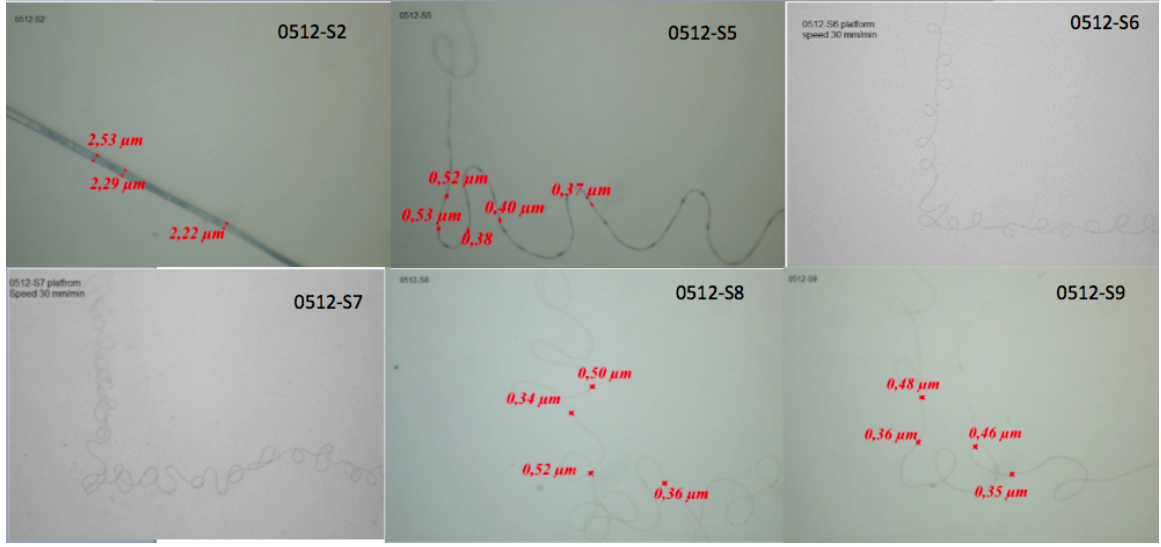 0512-S2
0512-S2
2,53 µm
2,29 µm
2,22 µm
0512-S5
0512-S5
0,52 µm
0,37 µm
0,40 µm
0,53 µm
0,38
0512-S6 platform
speed 30 mm/min
0512-S6
0512-S7 platfrom
Speed 30 mm/min
0512-S7
0512-S8
0512-S8
0,50 µm
0,34 µm
0,52 µm
0,36 µm
0512-S9
0512-S9
0,48 µm
0,36 µm
0,46 µm
0,35 µm